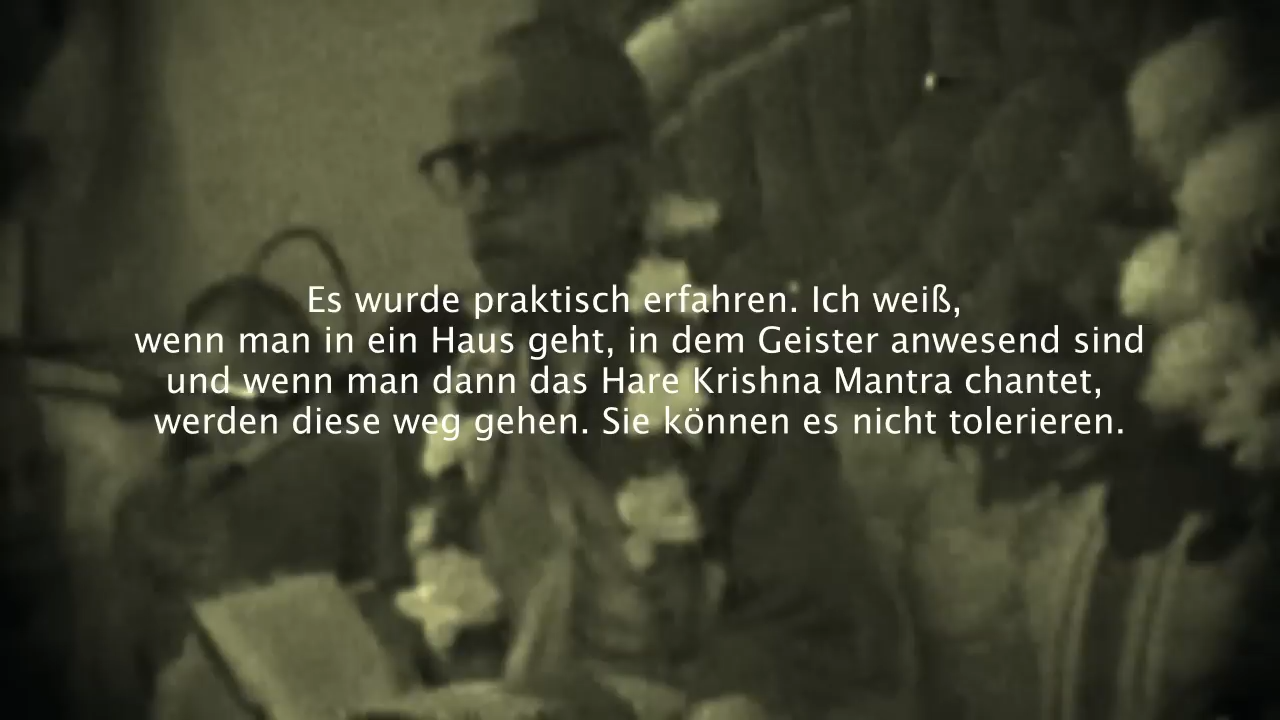 Es wurde praktisch erfahren. Ich weiß,
wenn man in ein Haus geht, in dem Geister anwesend sind
und wenn man dann das Hare Krishna Mantra chantet,
werden diese weg gehen. Sie können es nicht tolerieren.